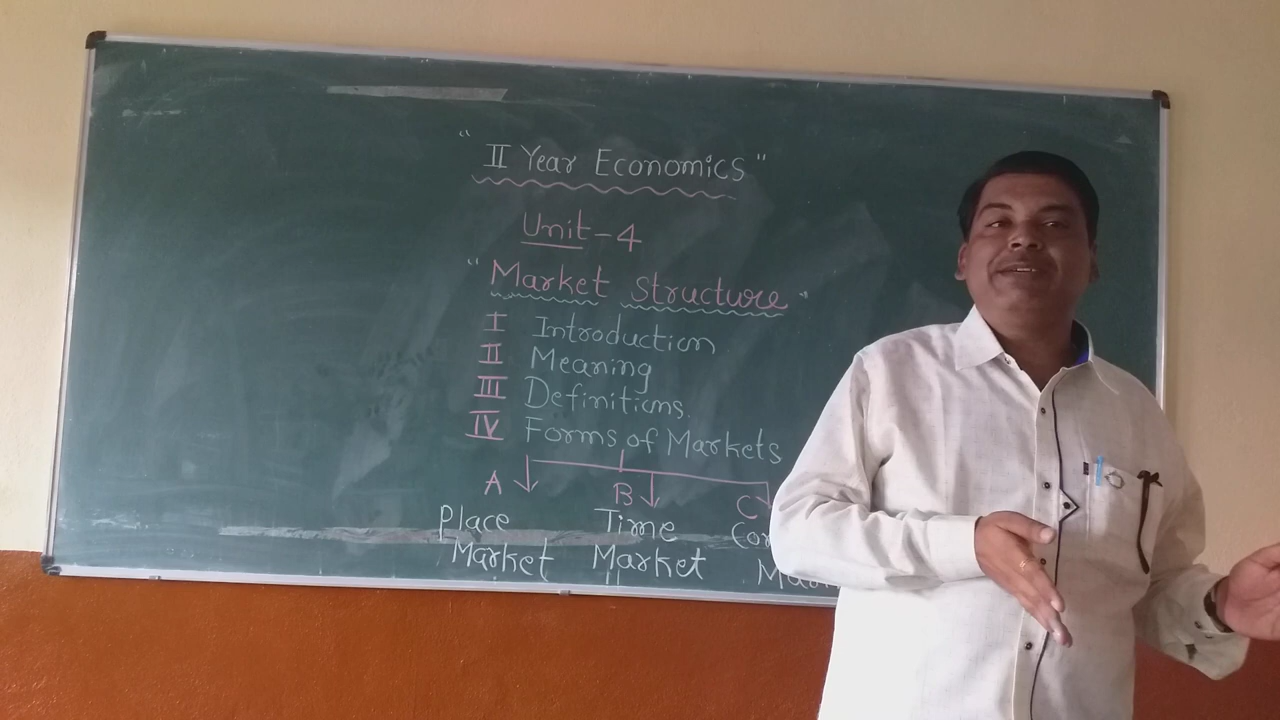 "II Year Economics"
Unit-4
"Market Structure"
I Introduction
II Meaning
III Definitions.
IV Forms of Markets
A B C
Place Time
Market Market